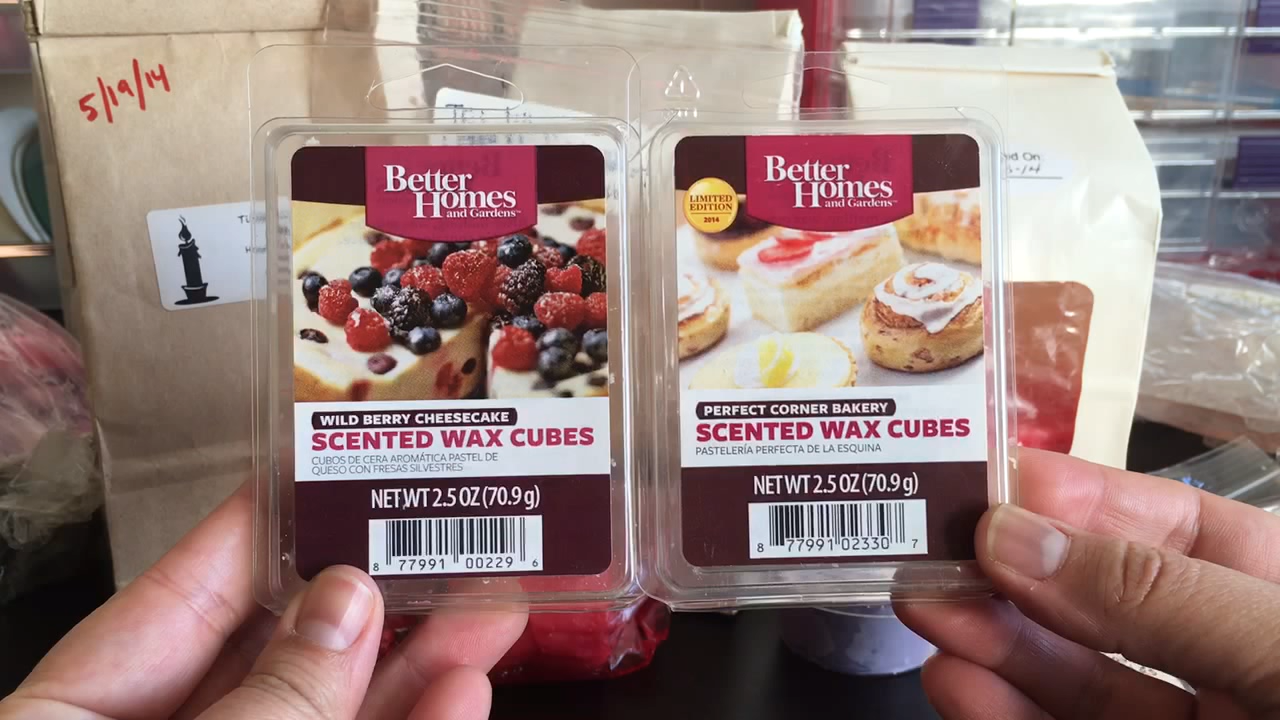 5/19/14
Better
Homes
and Gardens™
WILD BERRY CHEESECAKE
SCENTED WAX CUBES
CUBOS DE CERA AROMÁTICA PASTEL DE
QUESO CON FRESAS SILVESTRES
NET WT 2.5 OZ (70.9 g)
8 77991 00229 6
Better
Homes
and Gardens™
LIMITED
EDITION
2014
PERFECT CORNER BAKERY
SCENTED WAX CUBES
PASTELERÍA PERFECTA DE LA ESQUINA
NET WT 2.5 OZ (70.9 g)
8 77991 02330 7
On